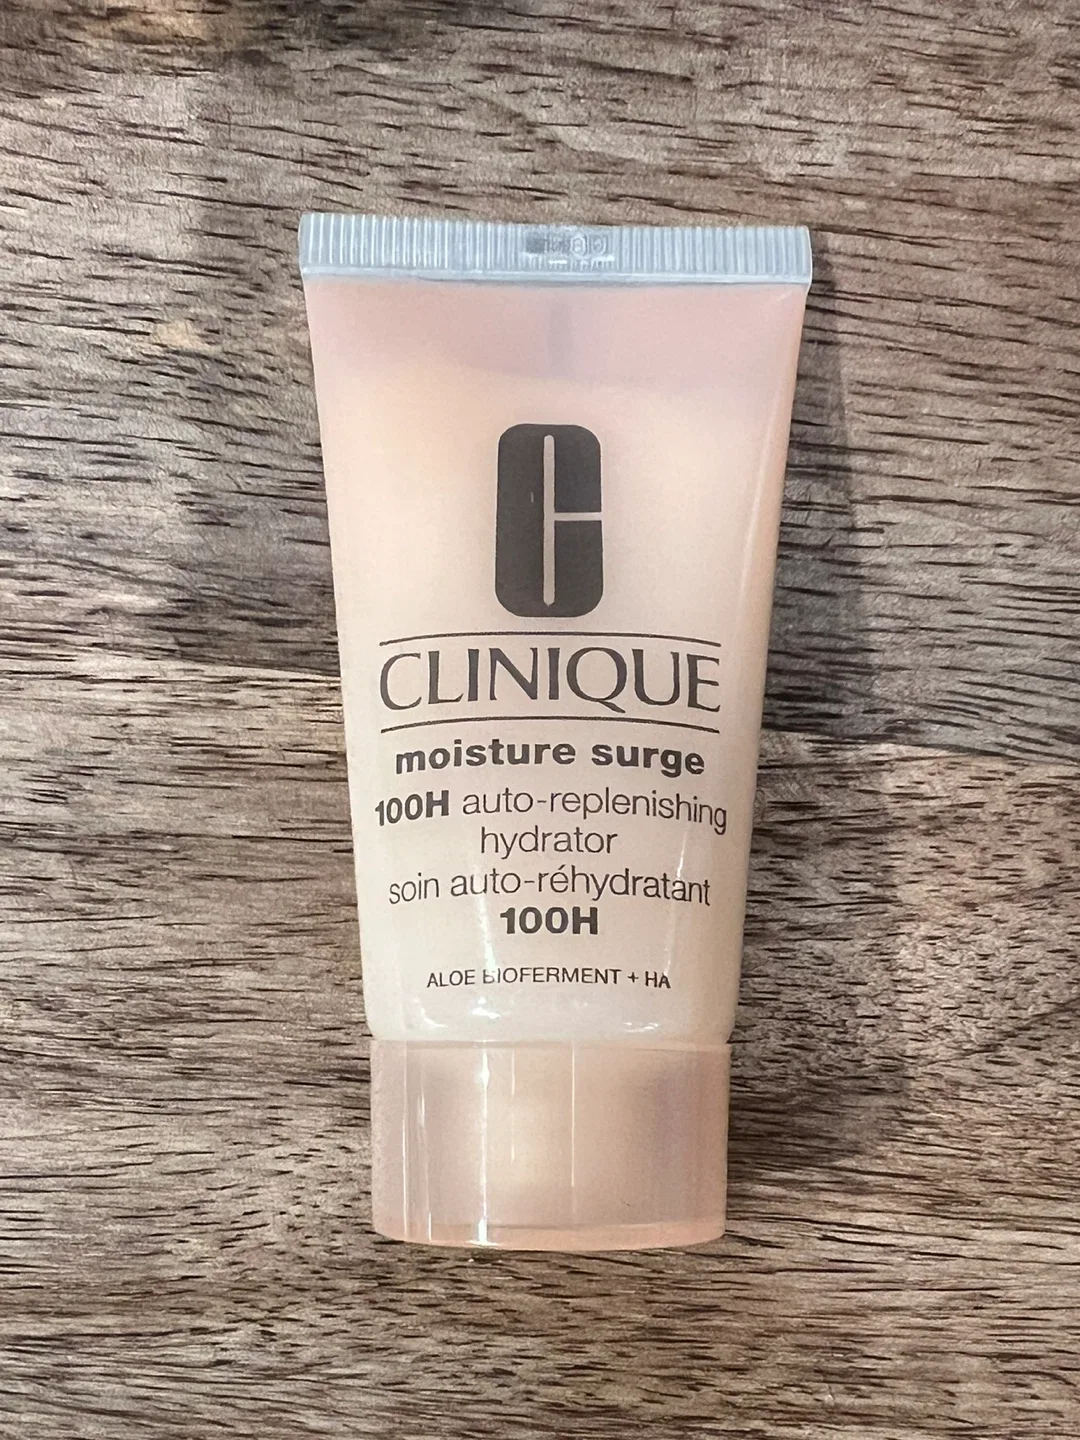 C
CLINIQUE
moisture surge
100H auto-replenishing
hydrator
soin auto-réhydratant
100H
ALOE BIOFERMENT + HA